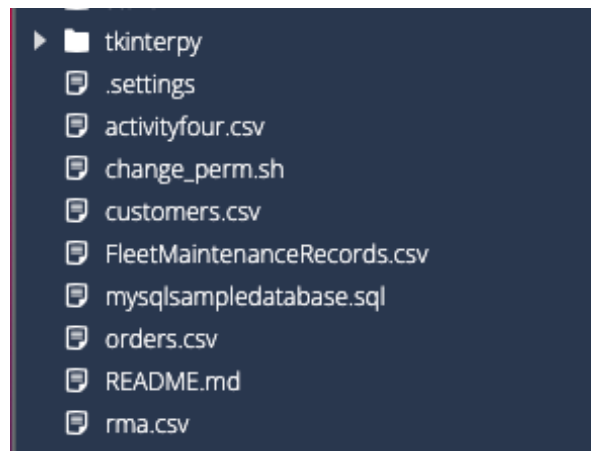 tkinterpy
.settings
activityfour.csv
change_perm.sh
customers.csv
FleetMaintenanceRecords.csv
mysqlsampledatabase.sql
orders.csv
README.md
rma.csv